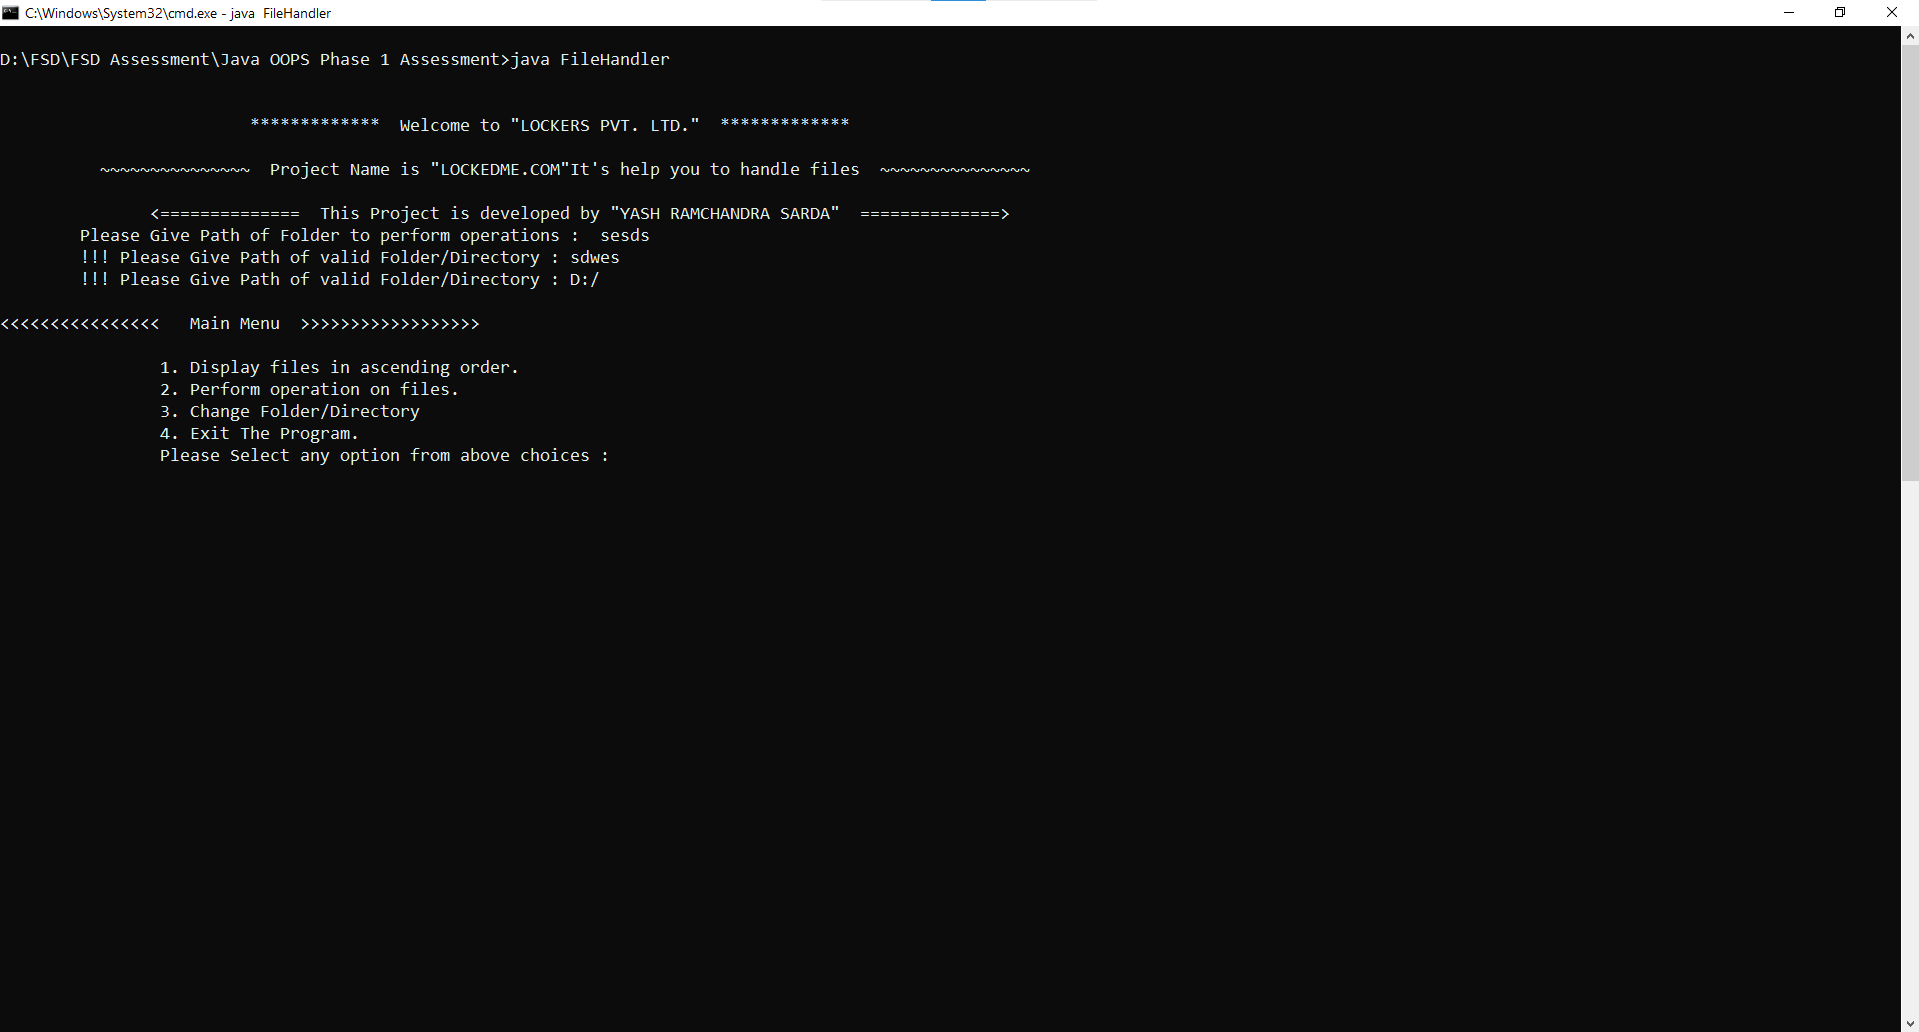 C:\Windows\System32\cmd.exe - java  FileHandler
D:\FSD\FSD Assessment\Java OOPS Phase 1 Assessment>java FileHandler
*************  Welcome to "LOCKERS PVT. LTD."  *************
~~~~~~~~~~~~~~~  Project Name is "LOCKEDME.COM"It's help you to handle files  ~~~~~~~~~~~~~~~
<==============  This Project is developed by "YASH RAMCHANDRA SARDA"  ==============>
Please Give Path of Folder to perform operations :  sesds
!!! Please Give Path of valid Folder/Directory : sdwes
!!! Please Give Path of valid Folder/Directory : D:/
<<<<<<<<<<<<<<<<   Main Menu  >>>>>>>>>>>>>>>>>>
1. Display files in ascending order.
2. Perform operation on files.
3. Change Folder/Directory
4. Exit The Program.
Please Select any option from above choices :